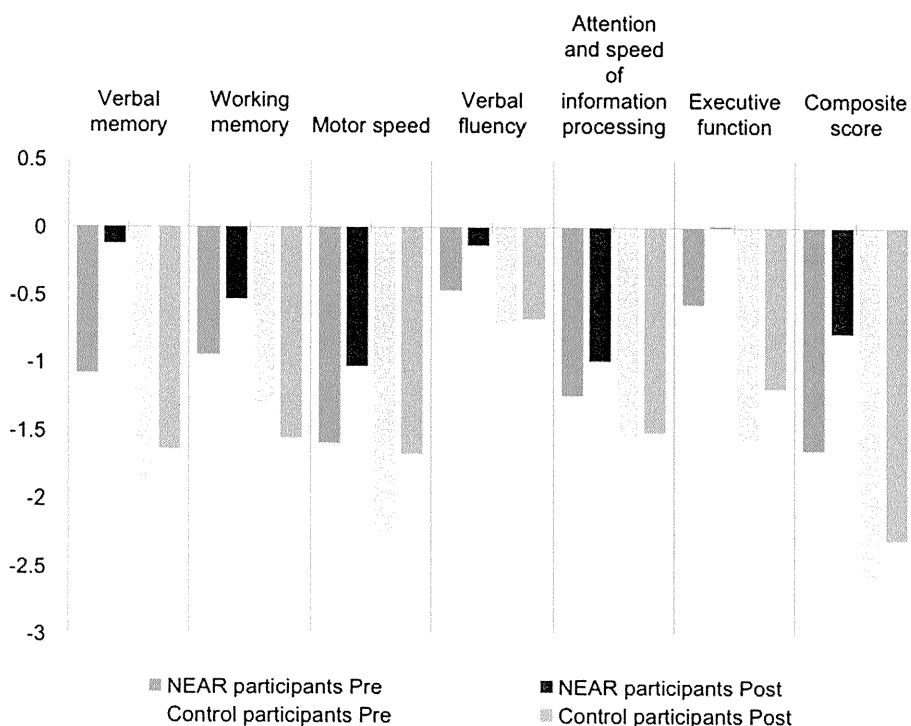 Attention
and speed
of
Verbal Working Verbal information Executive Composite
memory memory Motor speed fluency processing function score
0.5
0
-0.5
-1
-1.5
-2
-2.5
-3
NEAR participants Pre NEAR participants Post
Control participants Pre Control participants Post